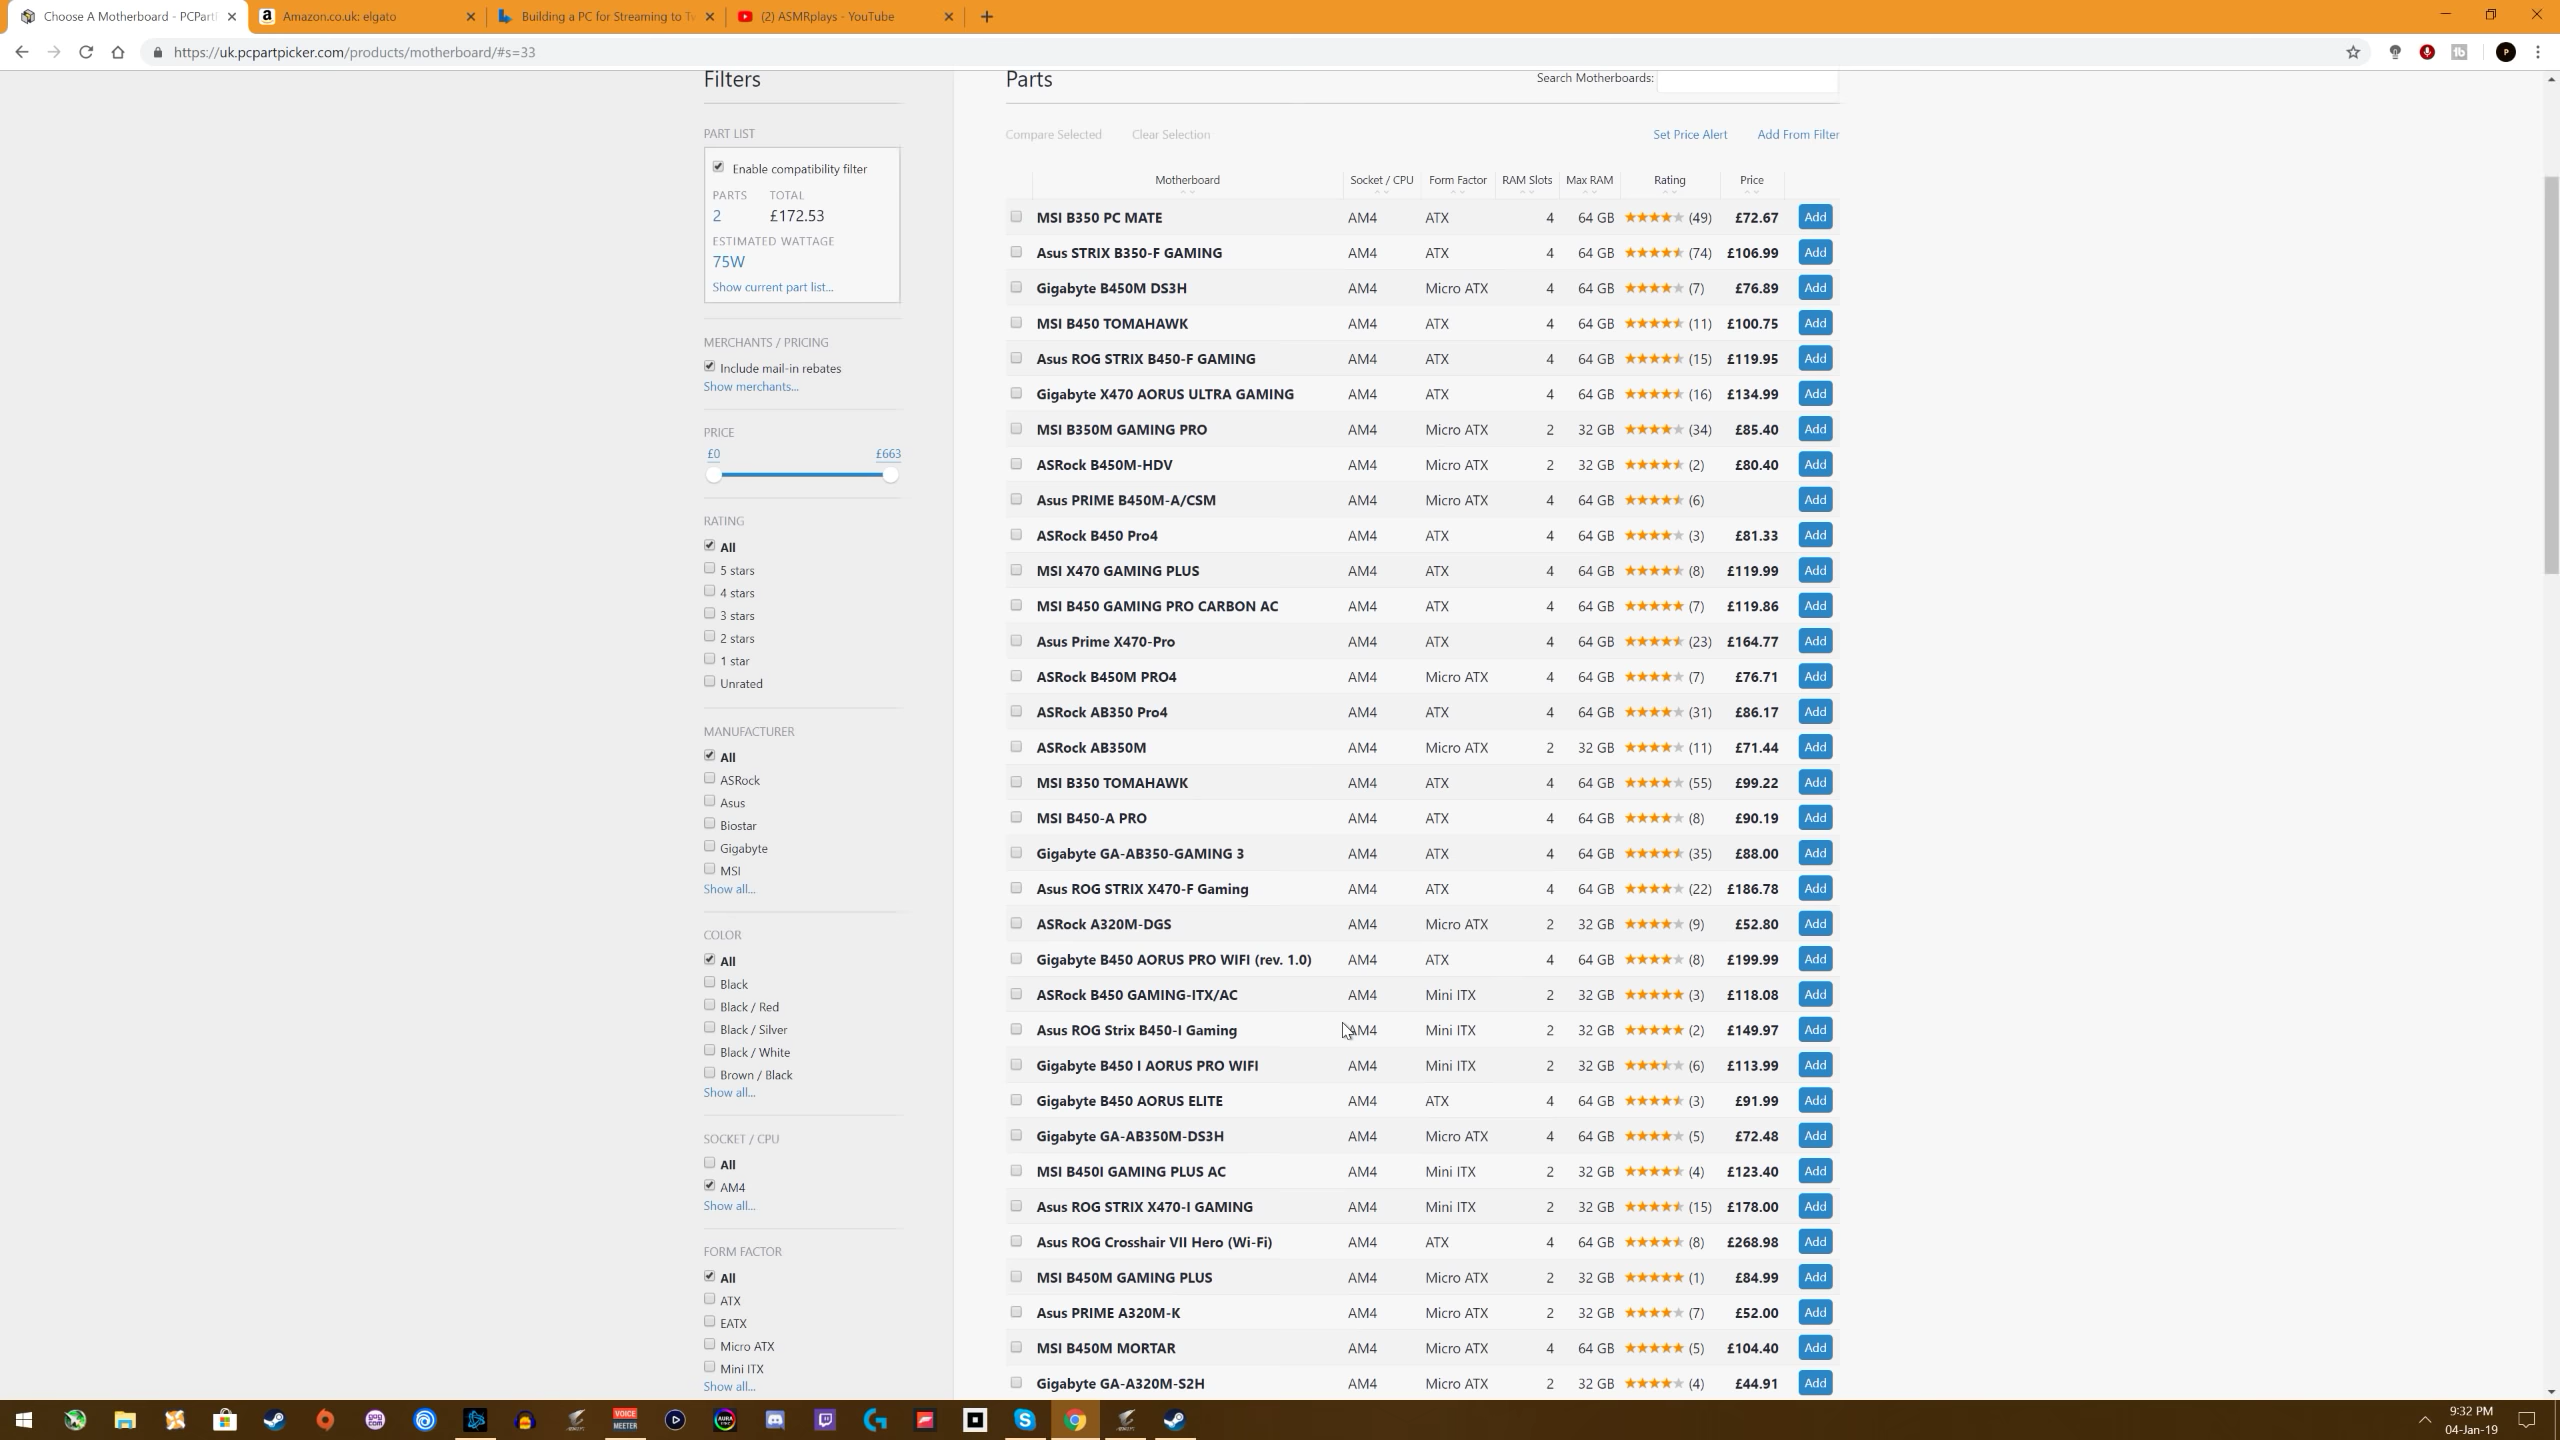 Choose A Motherboard - PCParti
Amazon.co.uk: elgato
Building a PC for Streaming to Tw
(2) ASMRplays - YouTube
https://uk.pcpartpicker.com/products/motherboard/#s=33
Filters
PART LIST
Enable compatibility filter
PARTS TOTAL
2 £172.53
ESTIMATED WATTAGE
75W
Show current part list...
MERCHANTS / PRICING
Include mail-in rebates
Show merchants...
PRICE
£0 £663
RATING
All
5 stars
4 stars
3 stars
2 stars
1 star
Unrated
MANUFACTURER
All
ASRock
Asus
Biostar
Gigabyte
MSI
Show all...
COLOR
All
Black
Black / Red
Black / Silver
Black / White
Brown / Black
Show all...
SOCKET / CPU
All
AM4
Show all...
FORM FACTOR
All
ATX
EATX
Micro ATX
Mini ITX
Show all...
Parts Search Motherboards:
Compare Selected Clear Selection Set Price Alert Add From Filter
Motherboard Socket / CPU Form Factor RAM Slots Max RAM Rating Price
MSI B350 PC MATE AM4 ATX 4 64 GB (49) £72.67 Add
Asus STRIX B350-F GAMING AM4 ATX 4 64 GB (74) £106.99 Add
Gigabyte B450M DS3H AM4 Micro ATX 4 64 GB (7) £76.89 Add
MSI B450 TOMAHAWK AM4 ATX 4 64 GB (11) £100.75 Add
Asus ROG STRIX B450-F GAMING AM4 ATX 4 64 GB (15) £119.95 Add
Gigabyte X470 AORUS ULTRA GAMING AM4 ATX 4 64 GB (16) £134.99 Add
MSI B350M GAMING PRO AM4 Micro ATX 2 32 GB (34) £85.40 Add
ASRock B450M-HDV AM4 Micro ATX 2 32 GB (2) £80.40 Add
Asus PRIME B450M-A/CSM AM4 Micro ATX 4 64 GB (6) Add
ASRock B450 Pro4 AM4 ATX 4 64 GB (3) £81.33 Add
MSI X470 GAMING PLUS AM4 ATX 4 64 GB (8) £119.99 Add
MSI B450 GAMING PRO CARBON AC AM4 ATX 4 64 GB (7) £119.86 Add
Asus Prime X470-Pro AM4 ATX 4 64 GB (23) £164.77 Add
ASRock B450M PRO4 AM4 Micro ATX 4 64 GB (7) £76.71 Add
ASRock AB350 Pro4 AM4 ATX 4 64 GB (31) £86.17 Add
ASRock AB350M AM4 Micro ATX 2 32 GB (11) £71.44 Add
MSI B350 TOMAHAWK AM4 ATX 4 64 GB (55) £99.22 Add
MSI B450-A PRO AM4 ATX 4 64 GB (8) £90.19 Add
Gigabyte GA-AB350-GAMING 3 AM4 ATX 4 64 GB (35) £88.00 Add
Asus ROG STRIX X470-F Gaming AM4 ATX 4 64 GB (22) £186.78 Add
ASRock A320M-DGS AM4 Micro ATX 2 32 GB (9) £52.80 Add
Gigabyte B450 AORUS PRO WIFI (rev. 1.0) AM4 ATX 4 64 GB (8) £199.99 Add
ASRock B450 GAMING-ITX/AC AM4 Mini ITX 2 32 GB (3) £118.08 Add
Asus ROG Strix B450-I Gaming AM4 Mini ITX 2 32 GB (2) £149.97 Add
Gigabyte B450 I AORUS PRO WIFI AM4 Mini ITX 2 32 GB (6) £113.99 Add
Gigabyte B450 AORUS ELITE AM4 ATX 4 64 GB (3) £91.99 Add
Gigabyte GA-AB350M-DS3H AM4 Micro ATX 4 64 GB (5) £72.48 Add
MSI B450I GAMING PLUS AC AM4 Mini ITX 2 32 GB (4) £123.40 Add
Asus ROG STRIX X470-I GAMING AM4 Mini ITX 2 32 GB (15) £178.00 Add
Asus ROG Crosshair VII Hero (Wi-Fi) AM4 ATX 4 64 GB (8) £268.98 Add
MSI B450M GAMING PLUS AM4 Micro ATX 2 32 GB (1) £84.99 Add
Asus PRIME A320M-K AM4 Micro ATX 2 32 GB (7) £52.00 Add
MSI B450M MORTAR AM4 Micro ATX 4 64 GB (5) £104.40 Add
Gigabyte GA-A320M-S2H AM4 Micro ATX 2 32 GB (4) £44.91 Add
VOICE
MEETER
AURA
9:32 PM
04-Jan-19